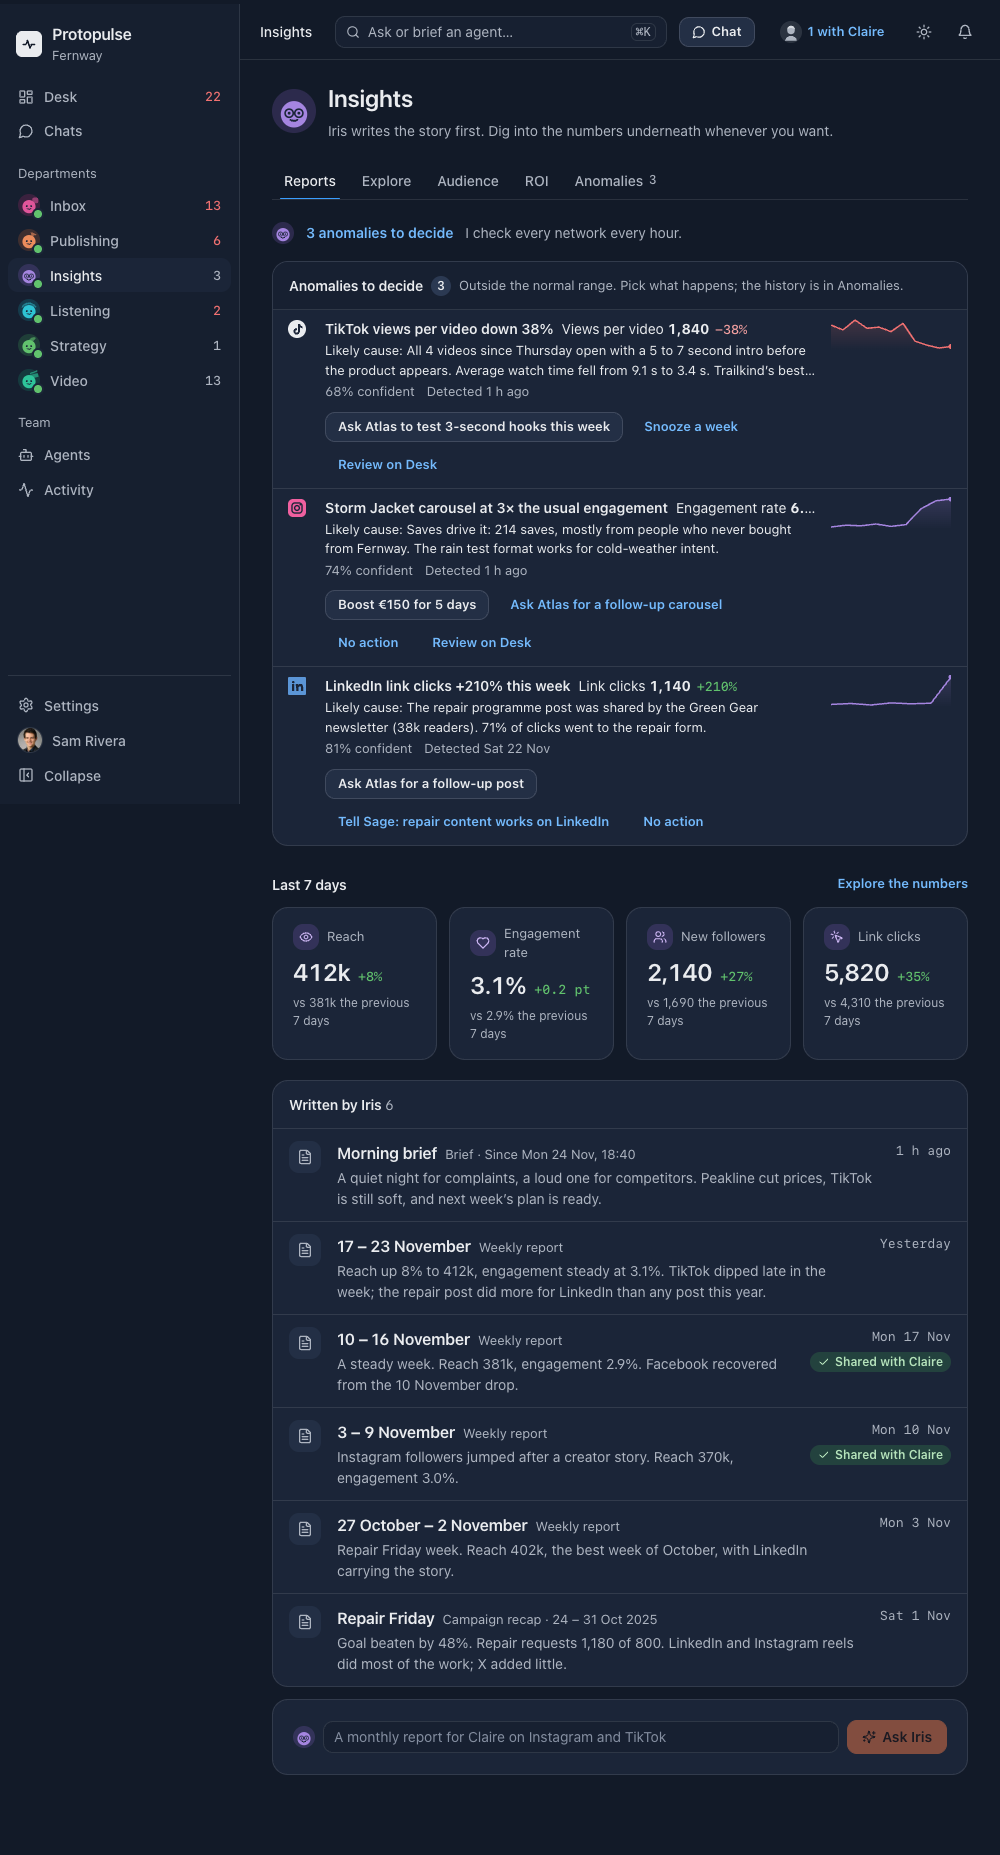 Protopulse
Fernway
Desk 22
Chats
Departments
Inbox 13
Publishing 6
Insights 3
Listening 2
Strategy 1
Video 13
Team
Agents
Activity
Settings
Sam Rivera
Collapse
Insights
Ask or brief an agent... ⌘K
Chat
1 with Claire
Insights
Iris writes the story first. Dig into the numbers underneath whenever you want.
Reports Explore Audience ROI Anomalies 3
3 anomalies to decide I check every network every hour.
Anomalies to decide 3 Outside the normal range. Pick what happens; the history is in Anomalies.
TikTok views per video down 38% Views per video 1,840 −38%
Likely cause: All 4 videos since Thursday open with a 5 to 7 second intro before
the product appears. Average watch time fell from 9.1 s to 3.4 s. Trailkind's best...
68% confident Detected 1 h ago
Ask Atlas to test 3-second hooks this week Snooze a week
Review on Desk
Storm Jacket carousel at 3× the usual engagement Engagement rate 6....
Likely cause: Saves drive it: 214 saves, mostly from people who never bought
from Fernway. The rain test format works for cold-weather intent.
74% confident Detected 1 h ago
Boost €150 for 5 days Ask Atlas for a follow-up carousel
No action Review on Desk
in
LinkedIn link clicks +210% this week Link clicks 1,140 +210%
Likely cause: The repair programme post was shared by the Green Gear
newsletter (38k readers). 71% of clicks went to the repair form.
81% confident Detected Sat 22 Nov
Ask Atlas for a follow-up post
Tell Sage: repair content works on LinkedIn No action
Last 7 days Explore the numbers
Reach
412k +8%
vs 381k the previous
7 days
Engagement
rate
3.1% +0.2 pt
vs 2.9% the previous
7 days
New followers
2,140 +27%
vs 1,690 the previous
7 days
Link clicks
5,820 +35%
vs 4,310 the previous
7 days
Written by Iris 6
Morning brief Brief · Since Mon 24 Nov, 18:40 1 h ago
A quiet night for complaints, a loud one for competitors. Peakline cut prices, TikTok
is still soft, and next week's plan is ready.
17 – 23 November Weekly report Yesterday
Reach up 8% to 412k, engagement steady at 3.1%. TikTok dipped late in the
week; the repair post did more for LinkedIn than any post this year.
10 – 16 November Weekly report Mon 17 Nov
A steady week. Reach 381k, engagement 2.9%. Facebook recovered
from the 10 November drop.
Shared with Claire
3 – 9 November Weekly report Mon 10 Nov
Instagram followers jumped after a creator story. Reach 370k,
engagement 3.0%.
Shared with Claire
27 October – 2 November Weekly report Mon 3 Nov
Repair Friday week. Reach 402k, the best week of October, with LinkedIn
carrying the story.
Repair Friday Campaign recap · 24 – 31 Oct 2025 Sat 1 Nov
Goal beaten by 48%. Repair requests 1,180 of 800. LinkedIn and Instagram reels
did most of the work; X added little.
A monthly report for Claire on Instagram and TikTok
Ask Iris